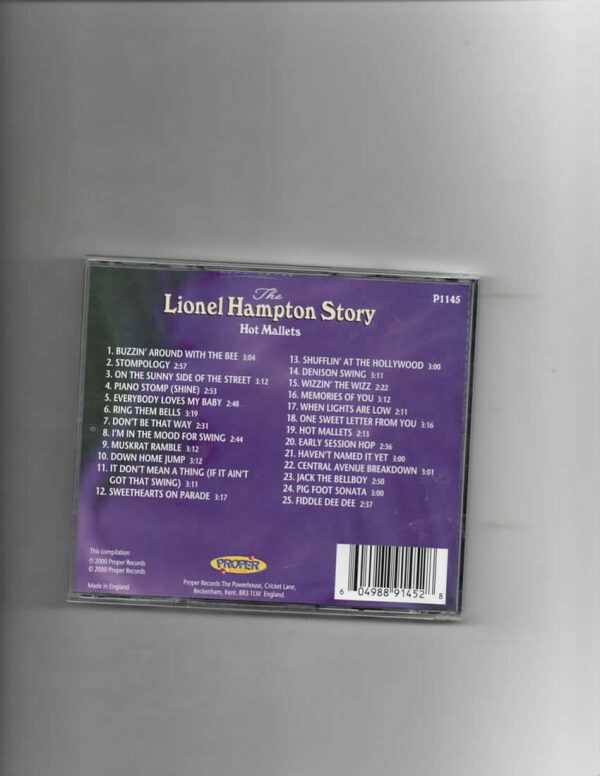 The
Lionel Hampton Story
Hot Mallets
P1145
1. BUZZIN' AROUND WITH THE BEE 3:04
2. STOMPOLOGY 2:57
3. ON THE SUNNY SIDE OF THE STREET 3:12
4. PIANO STOMP (SHINE) 2:53
5. EVERYBODY LOVES MY BABY 2:48
6. RING THEM BELLS 3:19
7. DON'T BE THAT WAY 2:31
8. I'M IN THE MOOD FOR SWING 2:44
9. MUSKRAT RAMBLE 3:12
10. DOWN HOME JUMP 3:12
11. IT DON'T MEAN A THING (IF IT AIN'T
GOT THAT SWING) 3:11
12. SWEETHEARTS ON PARADE 3:17
13. SHUFFLIN' AT THE HOLLYWOOD 3:00
14. DENISON SWING 3:11
15. WIZZIN' THE WIZZ 2:22
16. MEMORIES OF YOU 3:12
17. WHEN LIGHTS ARE LOW 2:11
18. ONE SWEET LETTER FROM YOU 3:16
19. HOT MALLETS 2:13
20. EARLY SESSION HOP 2:36
21. HAVEN'T NAMED IT YET 3:00
22. CENTRAL AVENUE BREAKDOWN 3:01
23. JACK THE BELLBOY 2:50
24. PIG FOOT SONATA 3:00
25. FIDDLE DEE DEE 2:37
This compilation
℗ 2000 Proper Records
© 2000 Proper Records
Made in England
PROPER
Proper Records The Powerhouse, Cricket Lane,
Beckenham, Kent. BR3 1LW England.
6 04988 91452 8